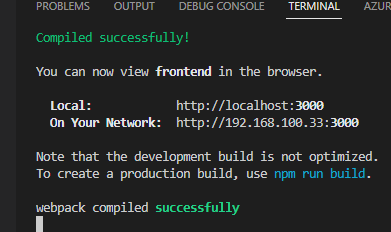 PROBLEMS OUTPUT DEBUG CONSOLE TERMINAL AZUR
Compiled successfully!
You can now view frontend in the browser.
Local: http://localhost:3000
On Your Network: http://192.168.100.33:3000
Note that the development build is not optimized.
To create a production build, use npm run build.
webpack compiled successfully